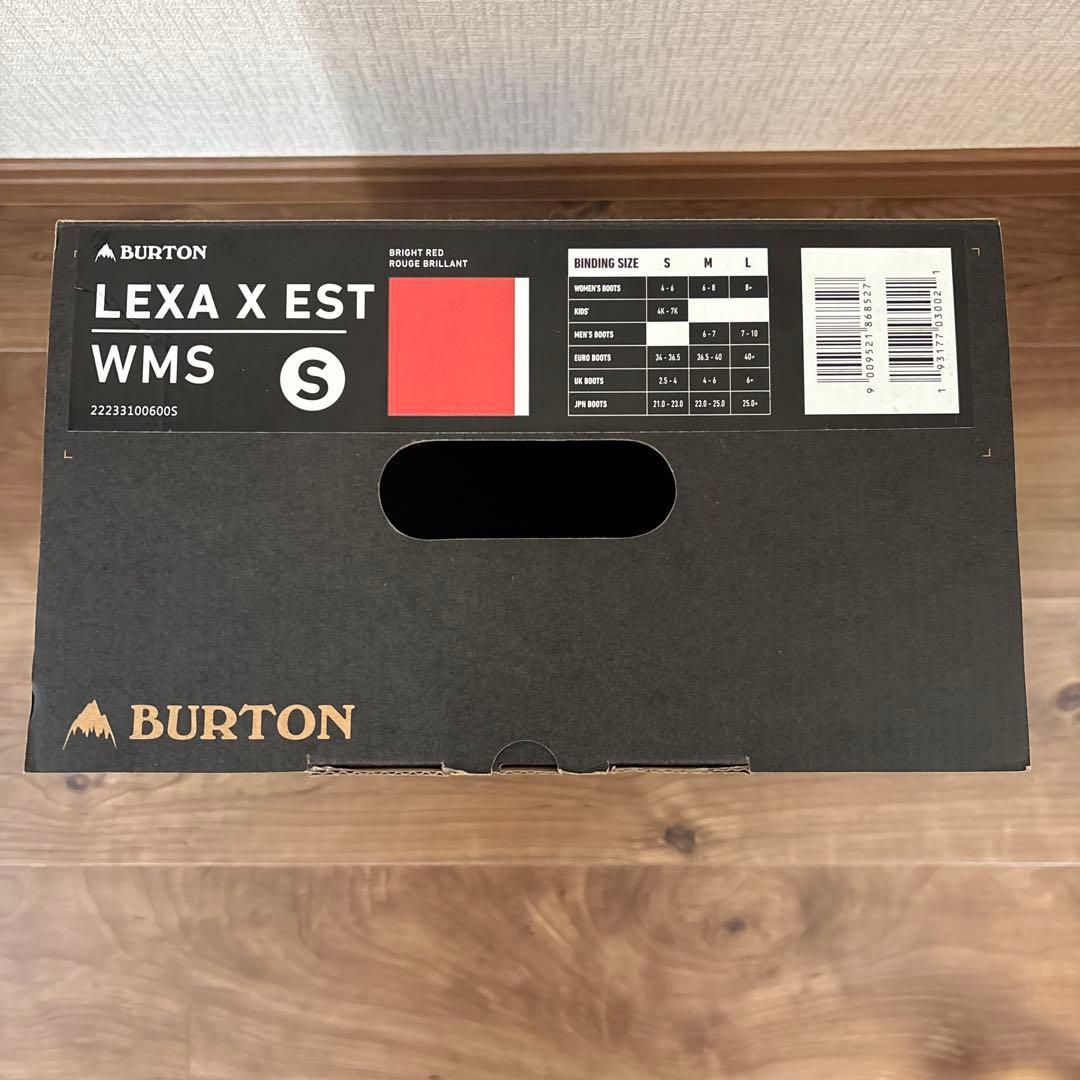 BURTON
LEXA X EST
WMS
S
22233100600S
BRIGHT RED
ROUGE BRILLANT
BINDING SIZE S M L
WOMEN'S BOOTS 4 - 6 6 - 8 8+
KIDS' 4K - 7K
MEN'S BOOTS 6 - 7 7 - 10
EURO BOOTS 34 - 36.5 36.5 - 40 40+
UK BOOTS 2.5 - 4 4 - 6 6+
JPN BOOTS 21.0 - 23.0 23.0 - 25.0 25.0+
9 009521 868527
1 93177 03002 1
BURTON